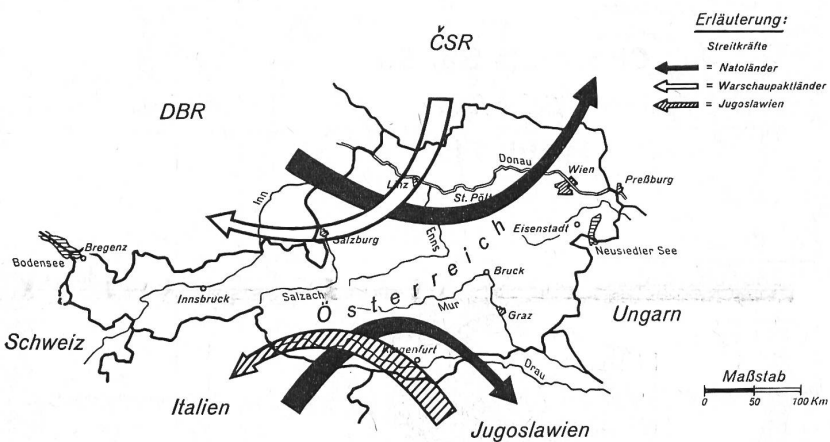 Erläuterung:
Streitkräfte
= Natoländer
= Warschaupaktländer
= Jugoslawien
ČSR
DBR
Donau
Wien
Preßburg
Linz
St. Pölt
Inn
Enns
Eisenstadt
Neusiedler See
Salzburg
Bregenz
Bodensee
Innsbruck
Salzach
Österreich
Bruck
Mur
Graz
Ungarn
Schweiz
Klagenfurt
Drau
Italien
Jugoslawien
Maßstab
0 50 100 Km